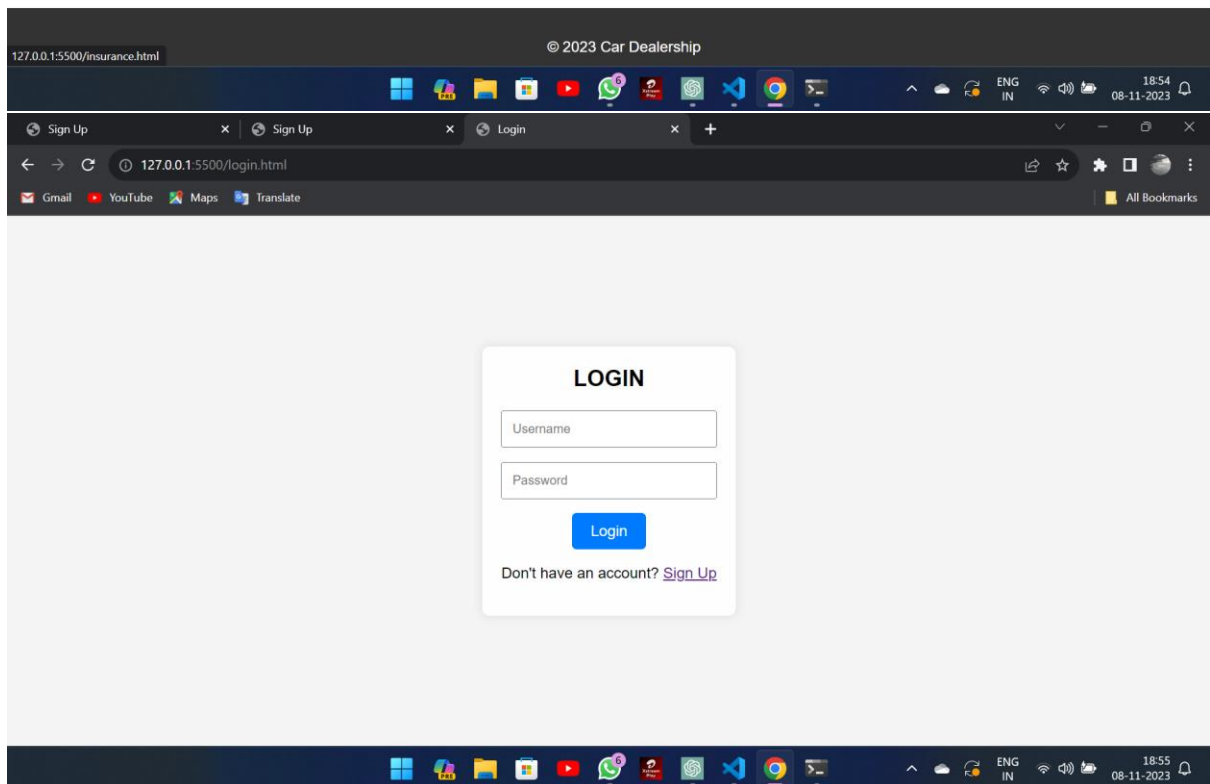 © 2023 Car Dealership
127.0.0.1:5500/insurance.html
ENG 18:54
IN 08-11-2023
Sign Up Sign Up Login
127.0.0.1:5500/login.html
Gmail YouTube Maps Translate All Bookmarks
LOGIN
Username
Password
Login
Don't have an account? Sign Up
ENG 18:55
IN 08-11-2023